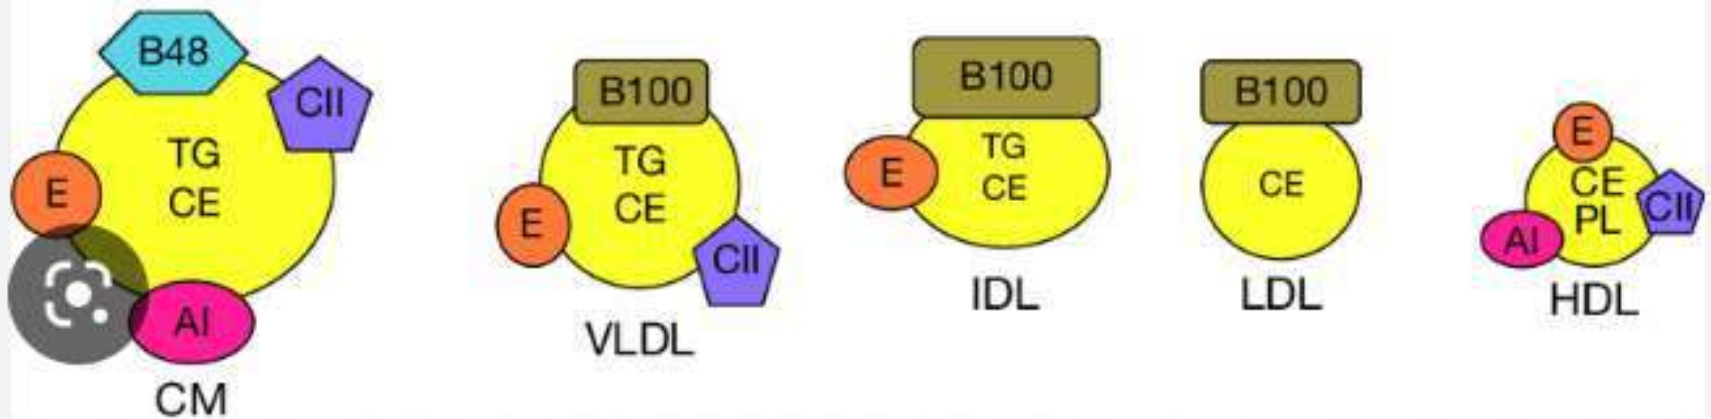 B48
CII
TG
CE
E
AI
CM
B100
TG
CE
E
CII
VLDL
B100
TG
CE
E
IDL
B100
CE
LDL
E
CE
PL
CII
AI
HDL